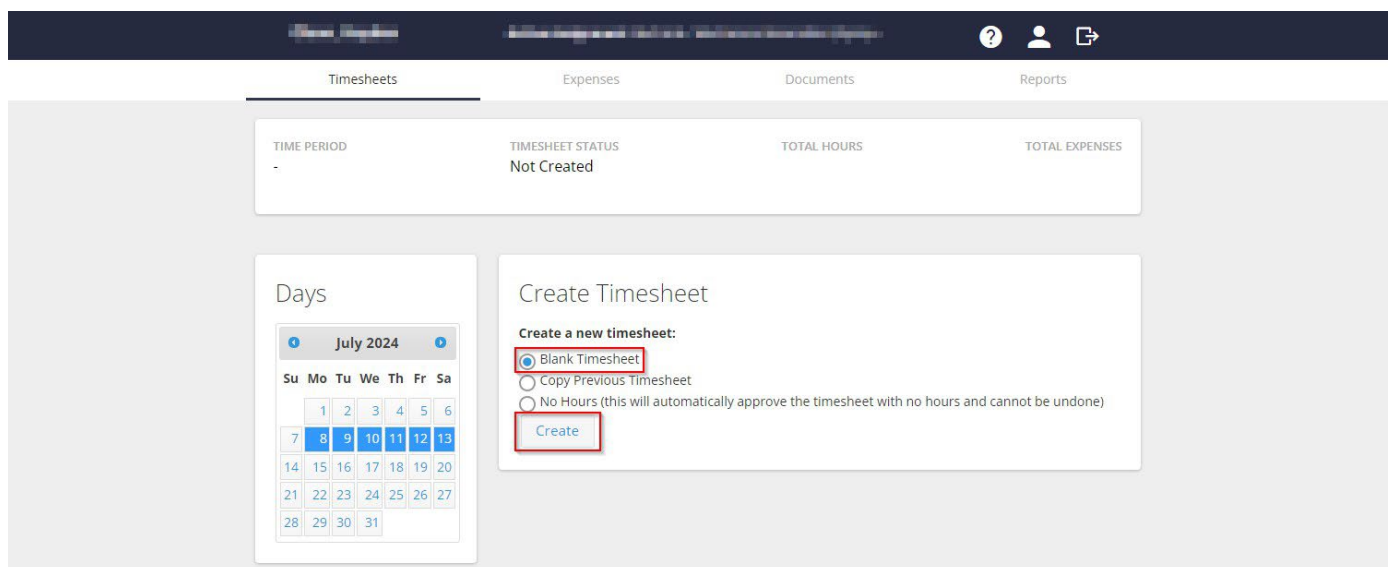 Timesheets Expenses Documents Reports
TIME PERIOD TIMESHEET STATUS TOTAL HOURS TOTAL EXPENSES
- Not Created
Days
July 2024
Su Mo Tu We Th Fr Sa
1 2 3 4 5 6
7 8 9 10 11 12 13
14 15 16 17 18 19 20
21 22 23 24 25 26 27
28 29 30 31
Create Timesheet
Create a new timesheet:
Blank Timesheet
Copy Previous Timesheet
No Hours (this will automatically approve the timesheet with no hours and cannot be undone)
Create